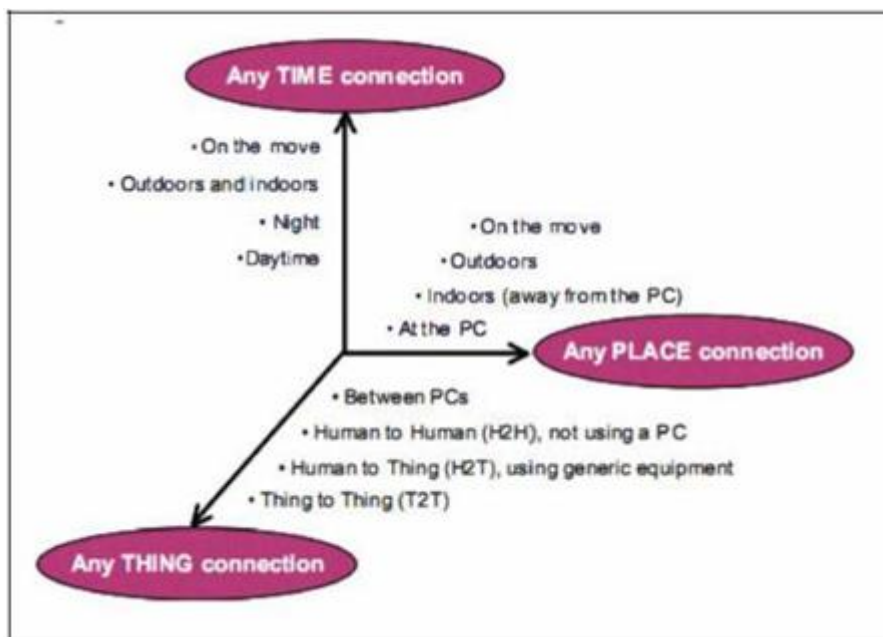 Any TIME connection
• On the move
• Outdoors and indoors
• Night
• Daytime
• On the move
• Outdoors
• Indoors (away from the PC)
• At the PC
Any PLACE connection
• Between PCs
• Human to Human (H2H), not using a PC
• Human to Thing (H2T), using generic equipment
• Thing to Thing (T2T)
Any THING connection